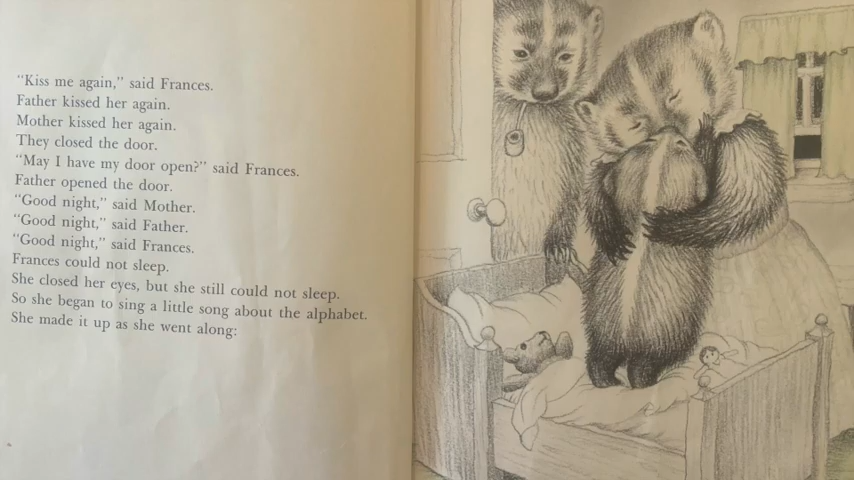 “Kiss me again,” said Frances.
Father kissed her again.
Mother kissed her again.
They closed the door.
“May I have my door open?” said Frances.
Father opened the door.
“Good night,” said Mother.
“Good night,” said Father.
“Good night,” said Frances.
Frances could not sleep.
She closed her eyes, but she still could not sleep.
So she began to sing a little song about the alphabet.
She made it up as she went along: